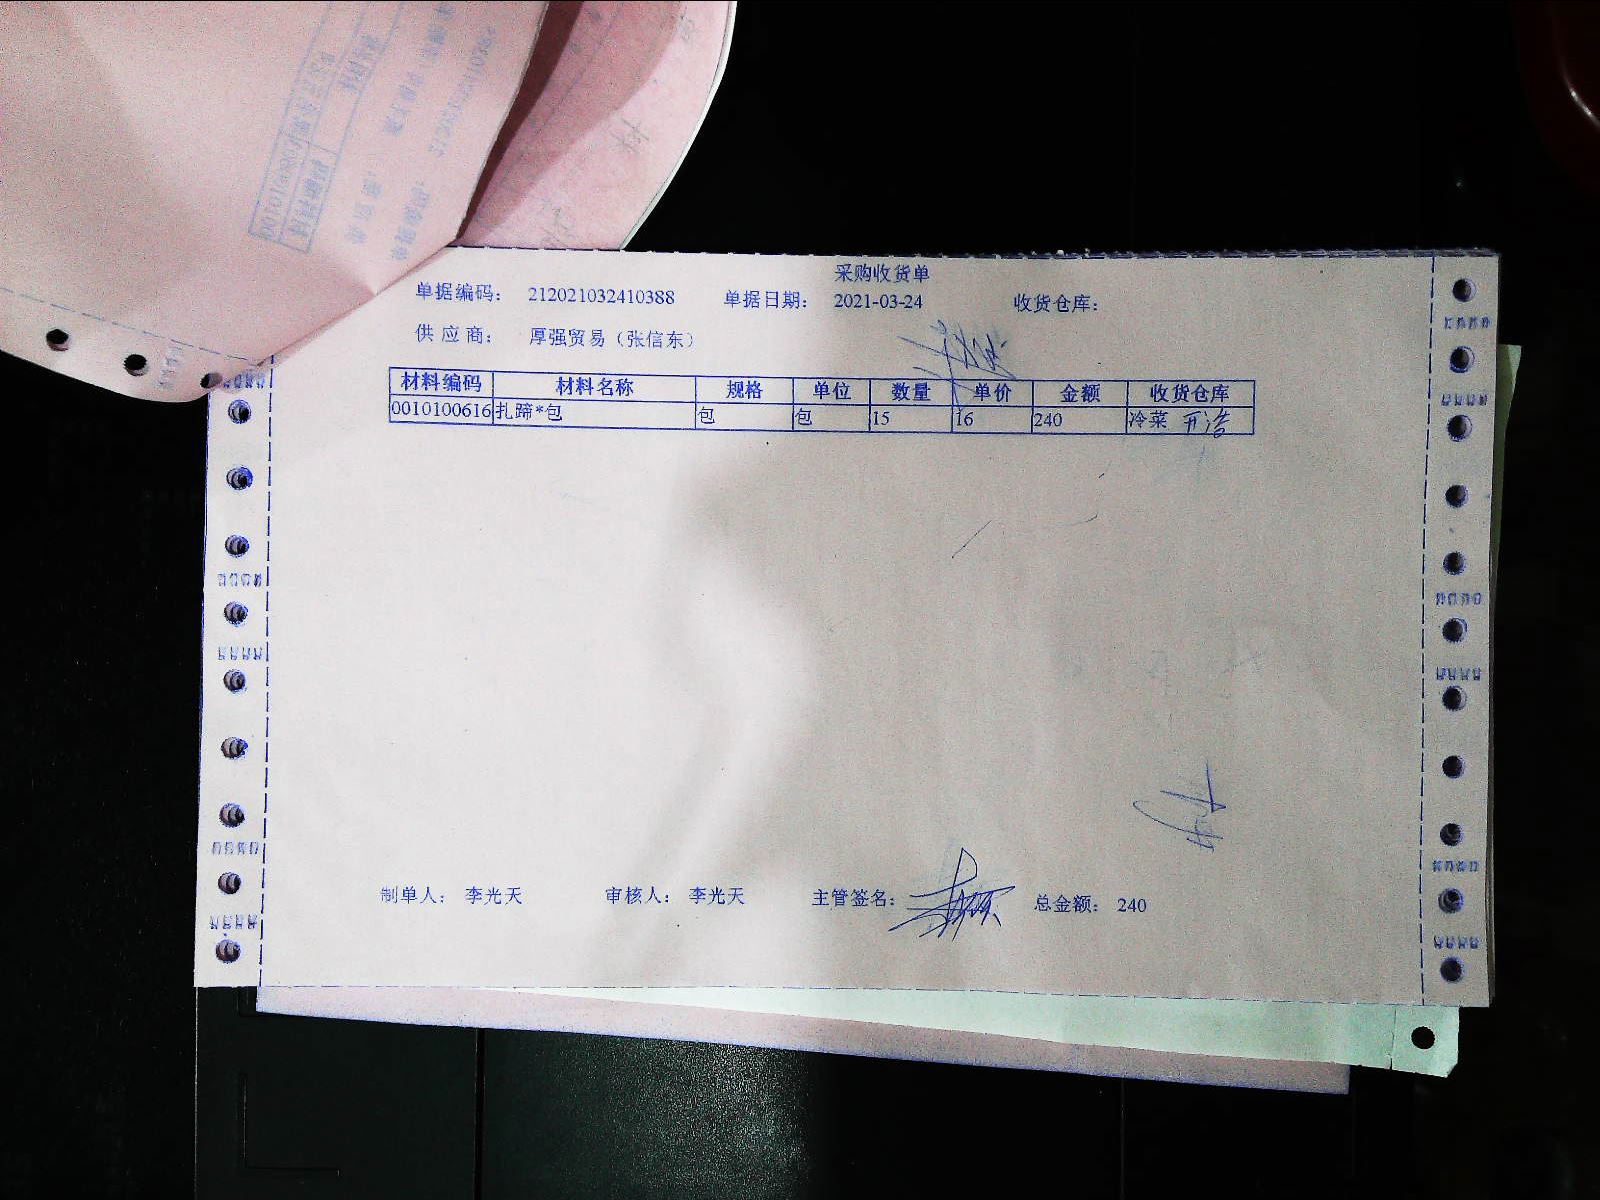 采购收货单
单据编码： 212021032410388 单据日期： 2021-03-24 收货仓库：
供 应 商： 厚强贸易（张信东）
材料编码 材料名称 规格 单位 数量 单价 金额 收货仓库
0010100616 扎蹄*包 包 包 15 16 240 冷菜
制单人： 李光天 审核人： 李光天 主管签名： 总金额： 240